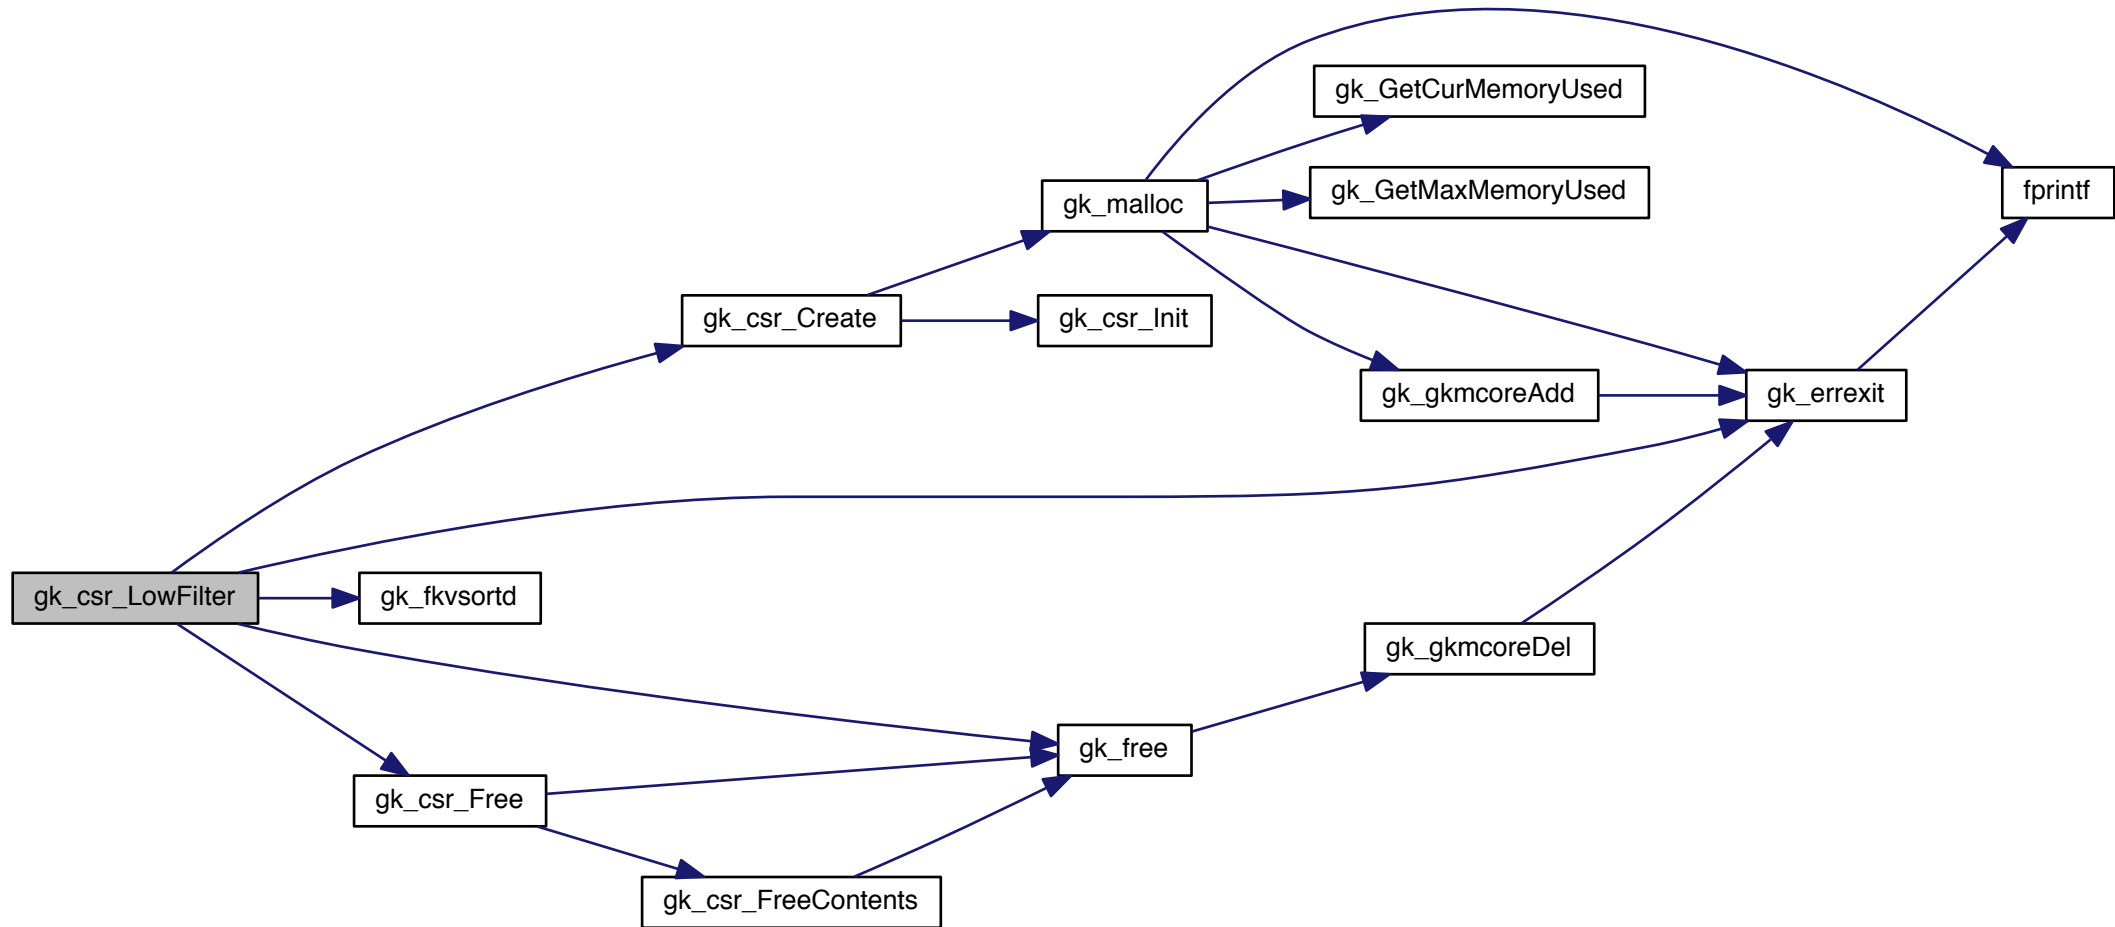 gk_GetCurMemoryUsed
gk_GetMaxMemoryUsed
fprintf
gk_malloc
gk_csr_Create
gk_csr_Init
gk_gkmcoreAdd
gk_errexit
gk_csr_LowFilter
gk_fkvsortd
gk_gkmcoreDel
gk_free
gk_csr_Free
gk_csr_FreeContents